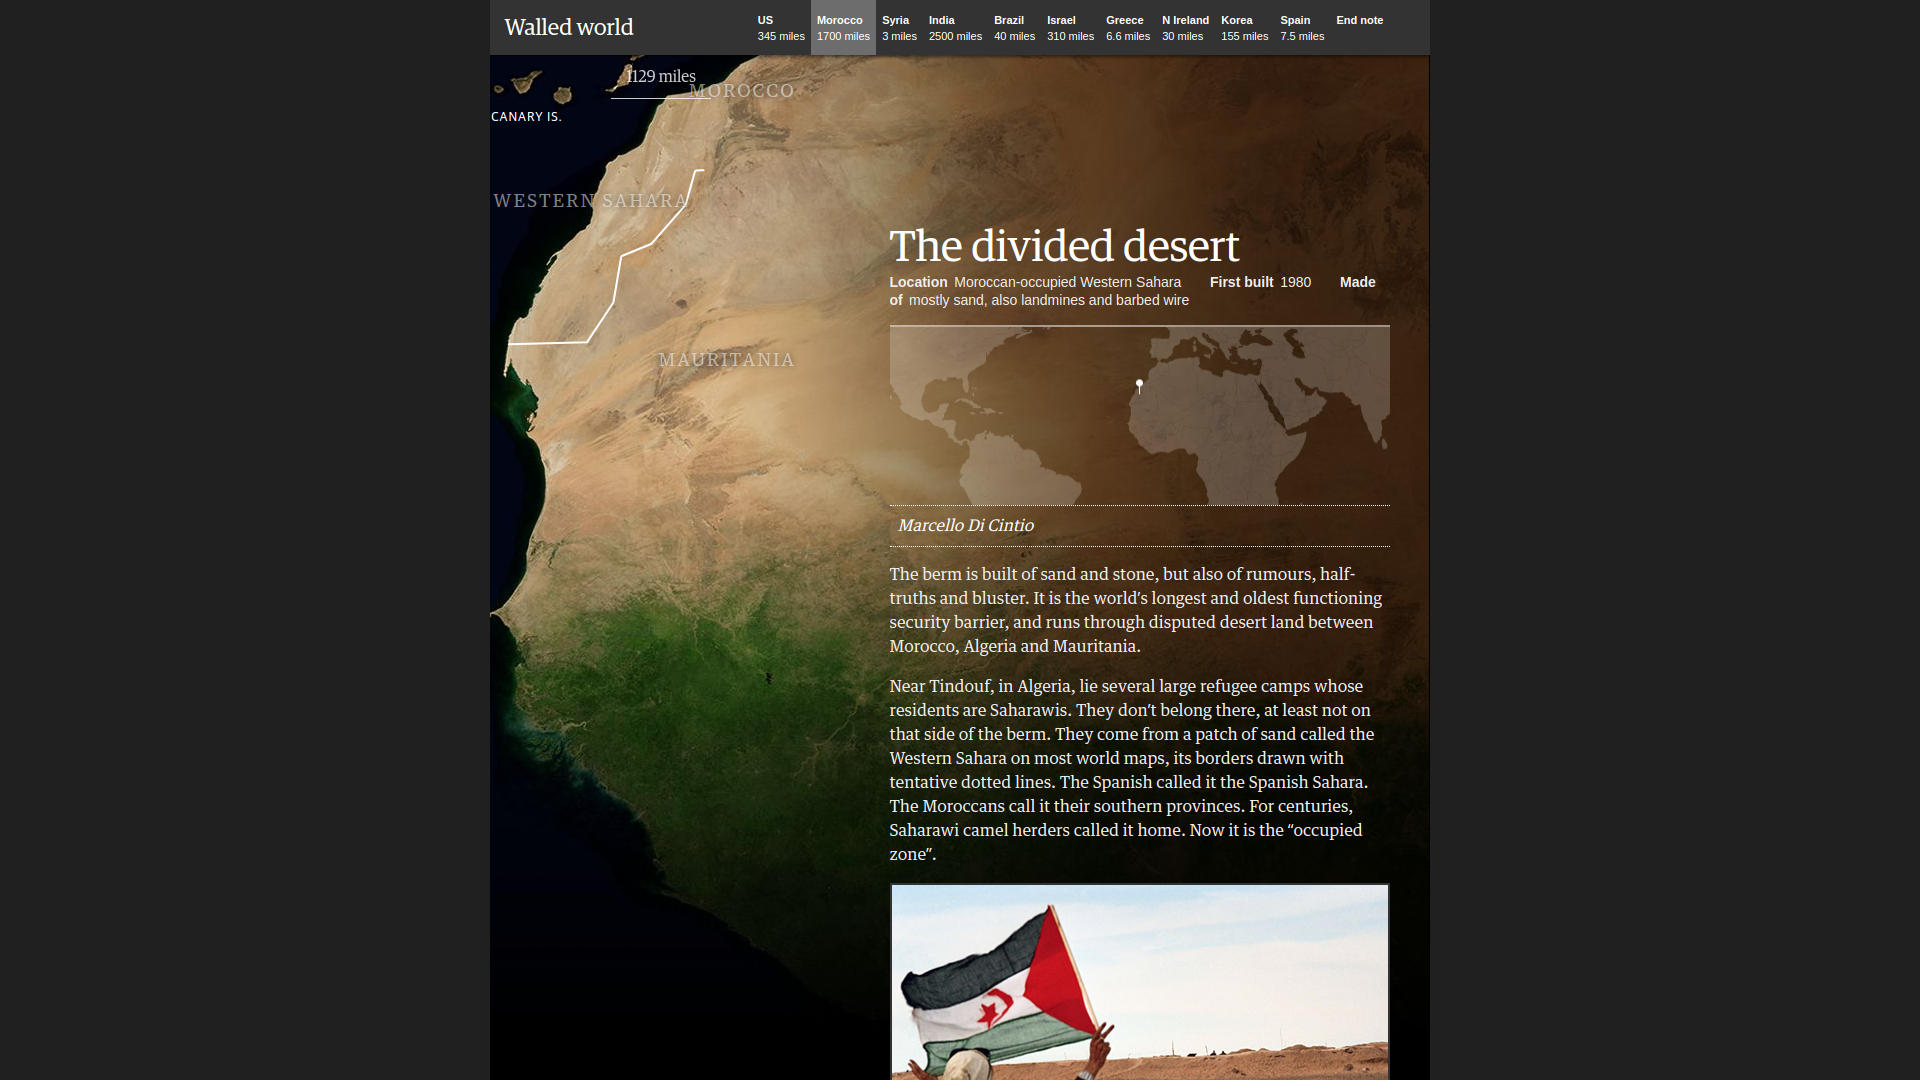 Walled world
US
345 miles
Morocco
1700 miles
Syria
3 miles
India
2500 miles
Brazil
40 miles
Israel
310 miles
Greece
6.6 miles
N Ireland
30 miles
Korea
155 miles
Spain
7.5 miles
End note
1129 miles
MOROCCO
CANARY IS.
WESTERN SAHARA
MAURITANIA
The divided desert
Location Moroccan-occupied Western Sahara First built 1980 Made
of mostly sand, also landmines and barbed wire
Marcello Di Cintio
The berm is built of sand and stone, but also of rumours, half-
truths and bluster. It is the world's longest and oldest functioning
security barrier, and runs through disputed desert land between
Morocco, Algeria and Mauritania.
Near Tindouf, in Algeria, lie several large refugee camps whose
residents are Saharawis. They don't belong there, at least not on
that side of the berm. They come from a patch of sand called the
Western Sahara on most world maps, its borders drawn with
tentative dotted lines. The Spanish called it the Spanish Sahara.
The Moroccans call it their southern provinces. For centuries,
Saharawi camel herders called it home. Now it is the “occupied
zone”.